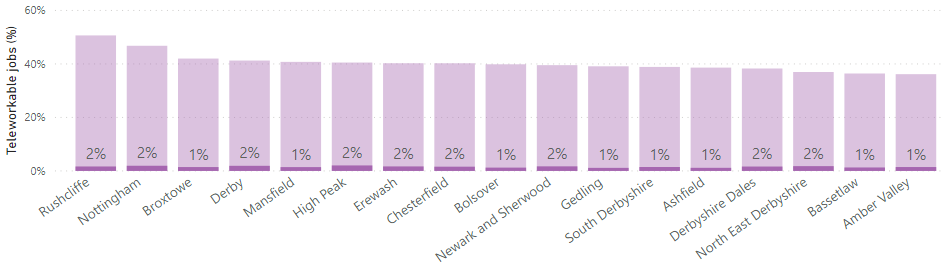 Teleworkable jobs (%)
60%
40%
20%
0%
2%
2%
1%
2%
1%
2%
2%
2%
1%
2%
1%
1%
1%
2%
2%
1%
1%
Rushcliffe
Nottingham
Broxtowe
Derby
Mansfield
High Peak
Erewash
Chesterfield
Bolsover
Newark and Sherwood
Gedling
South Derbyshire
Ashfield
Derbyshire Dales
North East Derbyshire
Bassetlaw
Amber Valley